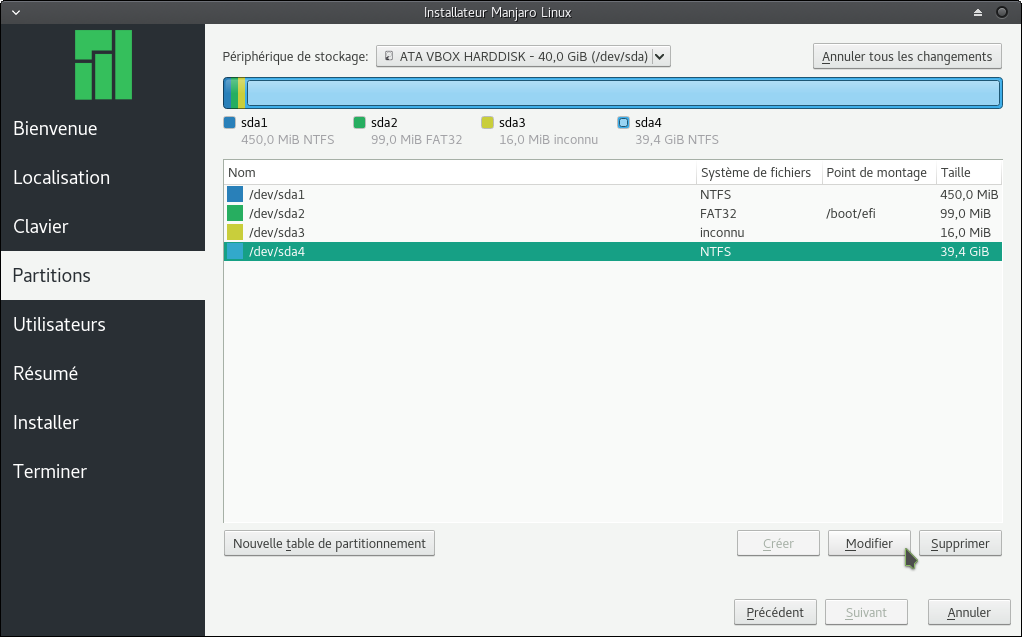 Installateur Manjaro Linux
Bienvenue
Localisation
Clavier
Partitions
Utilisateurs
Résumé
Installer
Terminer
Périphérique de stockage: ATA VBOX HARDDISK - 40,0 GiB (/dev/sda) Annuler tous les changements
sda1 sda2 sda3 sda4
450,0 MiB NTFS 99,0 MiB FAT32 16,0 MiB inconnu 39,4 GiB NTFS
Nom Système de fichiers Point de montage Taille
/dev/sda1 NTFS 450,0 MiB
/dev/sda2 FAT32 /boot/efi 99,0 MiB
/dev/sda3 inconnu 16,0 MiB
/dev/sda4 NTFS 39,4 GiB
Nouvelle table de partitionnement Créer Modifier Supprimer
Précédent Suivant Annuler